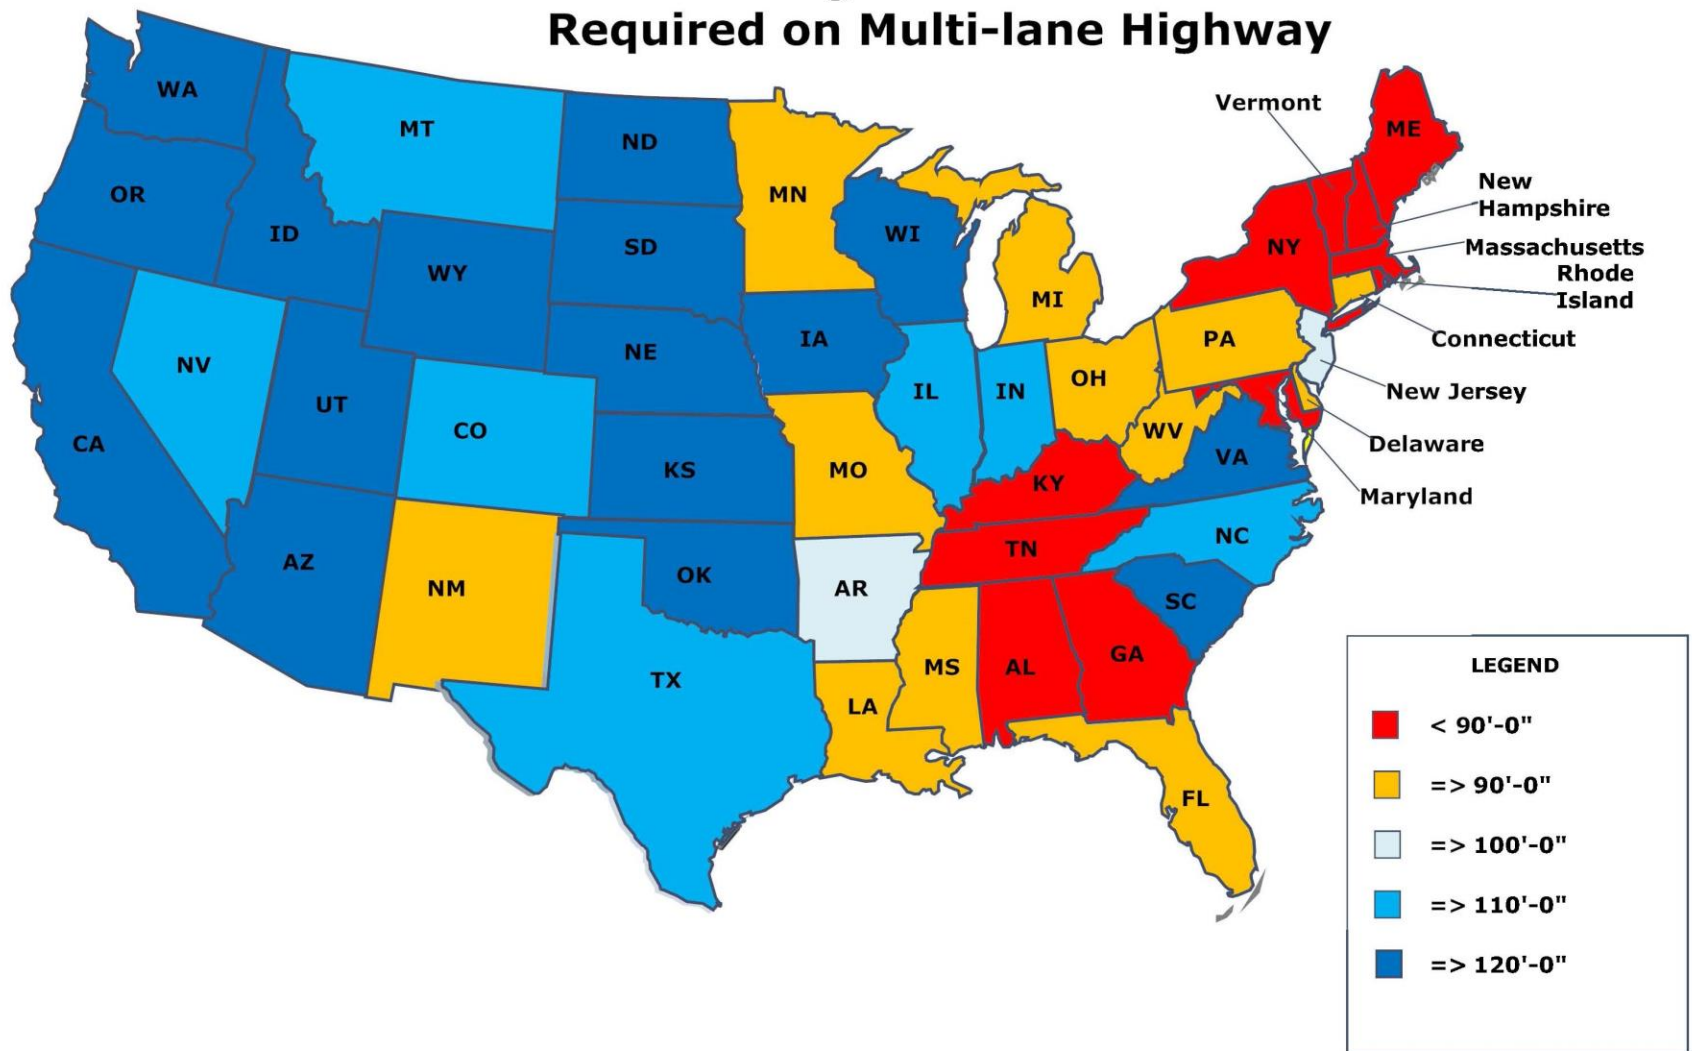 Required on Multi-lane Highway
WA
MT
ND
MN
ME
Vermont
New
Hampshire
OR
ID
WY
SD
WI
NY
Massachusetts
Rhode
Island
MI
NV
NE
IA
PA
Connecticut
UT
IL
IN
OH
New Jersey
CA
CO
KS
MO
KY
WV
VA
Delaware
Maryland
AZ
NM
OK
AR
TN
NC
SC
TX
LA
MS
AL
GA
FL
LEGEND
< 90'-0"
=> 90'-0"
=> 100'-0"
=> 110'-0"
=> 120'-0"